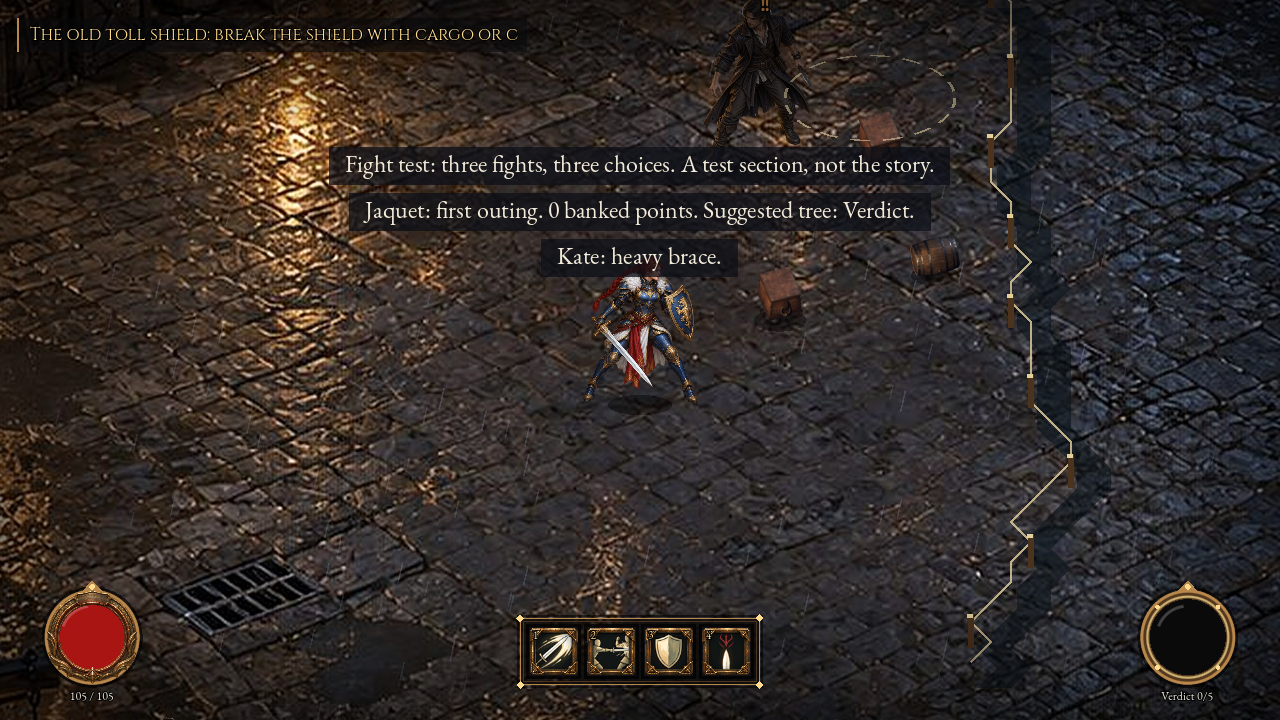 The old toll shield: break the shield with cargo or c
Fight test: three fights, three choices. A test section, not the story.
Jaquet: first outing. 0 banked points. Suggested tree: Verdict.
Kate: heavy brace.
105 / 105
Verdict 0/5